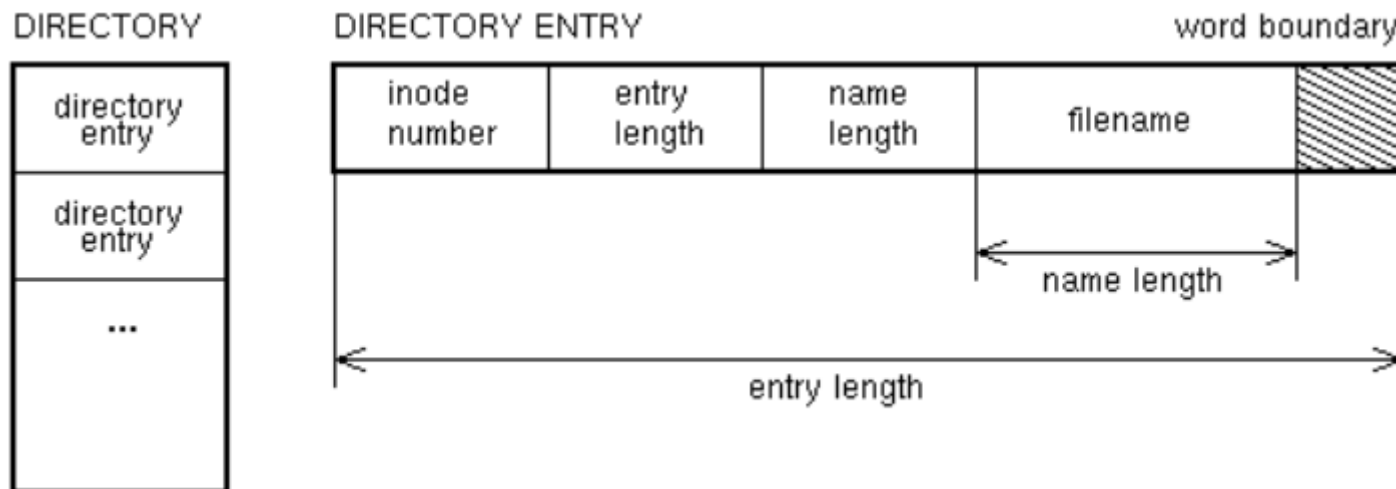 DIRECTORY
directory
entry
directory
entry
...
DIRECTORY ENTRY
word boundary
inode
number
entry
length
name
length
filename
name length
entry length